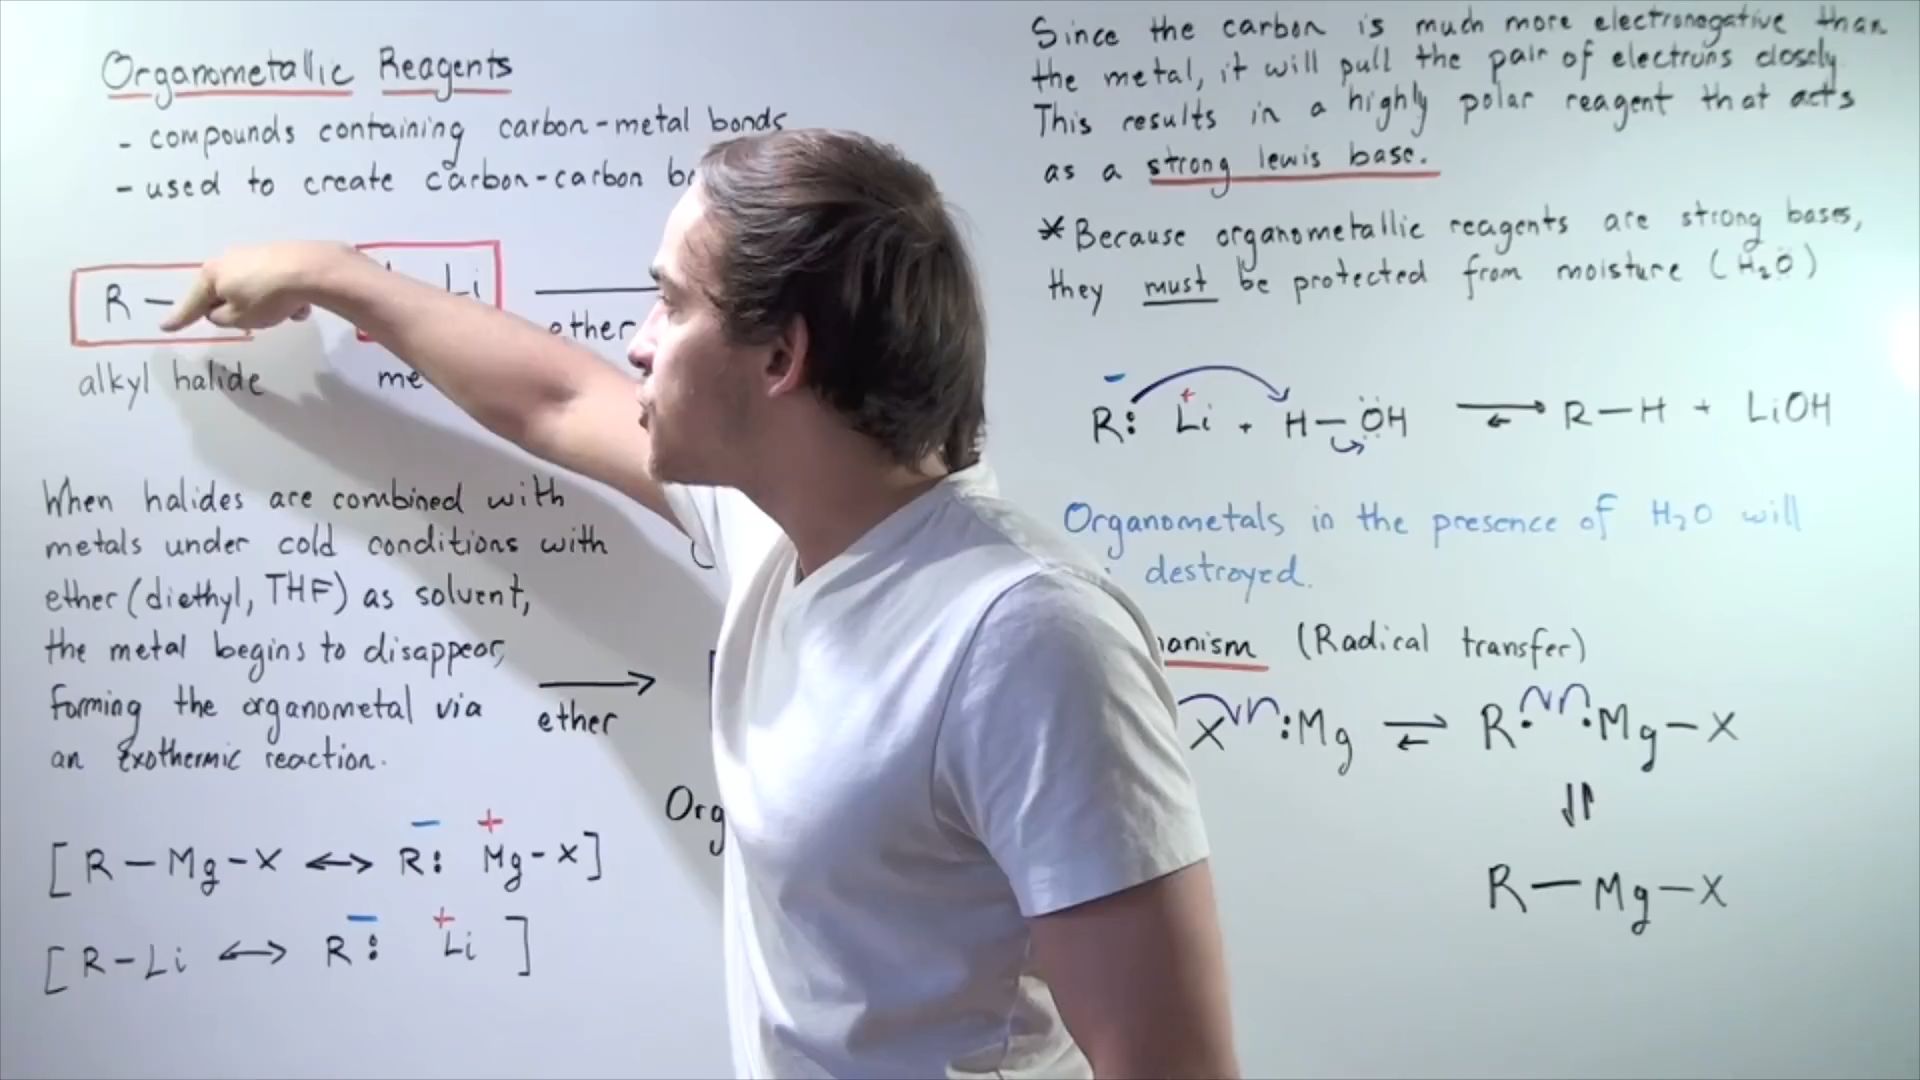 Organometallic Reagents
- compounds containing carbon-metal bonds
- used to create carbon-carbon
R — Li
ether
alkyl halide
When halides are combined with
metals under cold conditions with
ether (diethyl, THF) as solvent,
the metal begins to disappear,
forming the organometal via
an Exothermic reaction.
ether
[R-Mg-X ↔ R:⁻ ⁺Mg-X]
[R-Li ↔ R:⁻ ⁺Li]
Since the carbon is much more electronegative than
the metal, it will pull the pair of electrons closely
This results in a highly polar reagent that acts
as a strong lewis base.
*Because organometallic reagents are strong bases,
they must be protected from moisture (H₂Ö)
R:⁻ Li⁺ + H-ÖH ⇌ R-H + LiOH
Organometals in the presence of H₂O will
destroyed.
(Radical transfer)
X :Mg ⇌ R· ·Mg-X
⇌
R-Mg-X